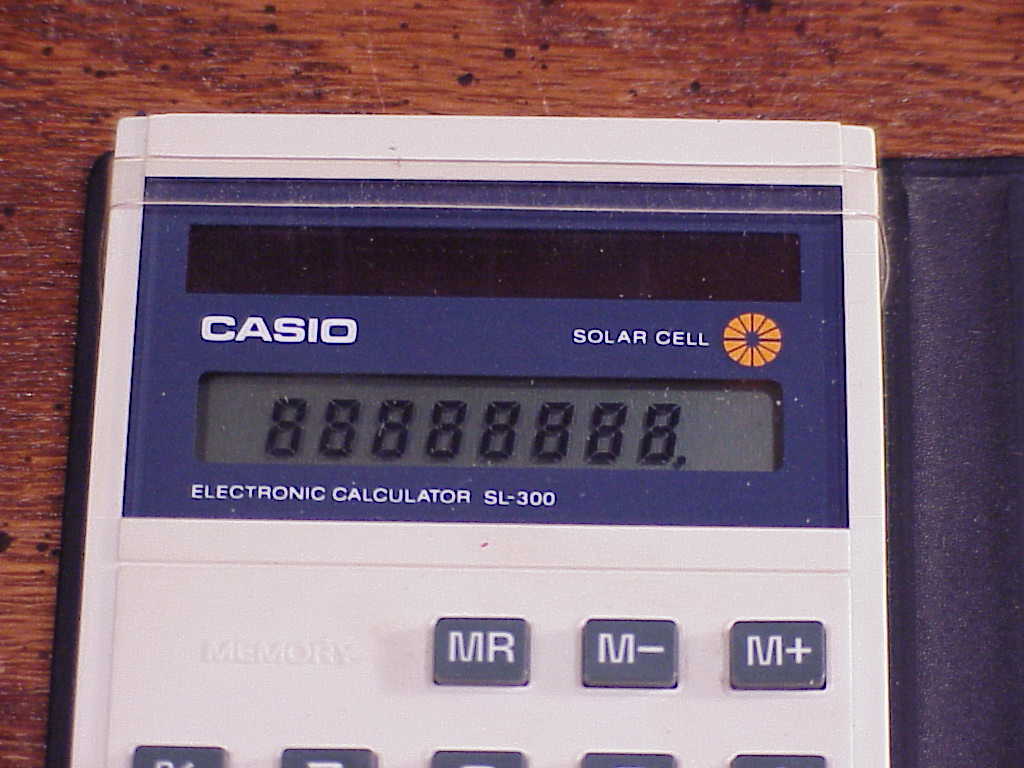 CASIO
SOLAR CELL
88888888.
ELECTRONIC CALCULATOR SL-300
MEMORY
MR M− M+